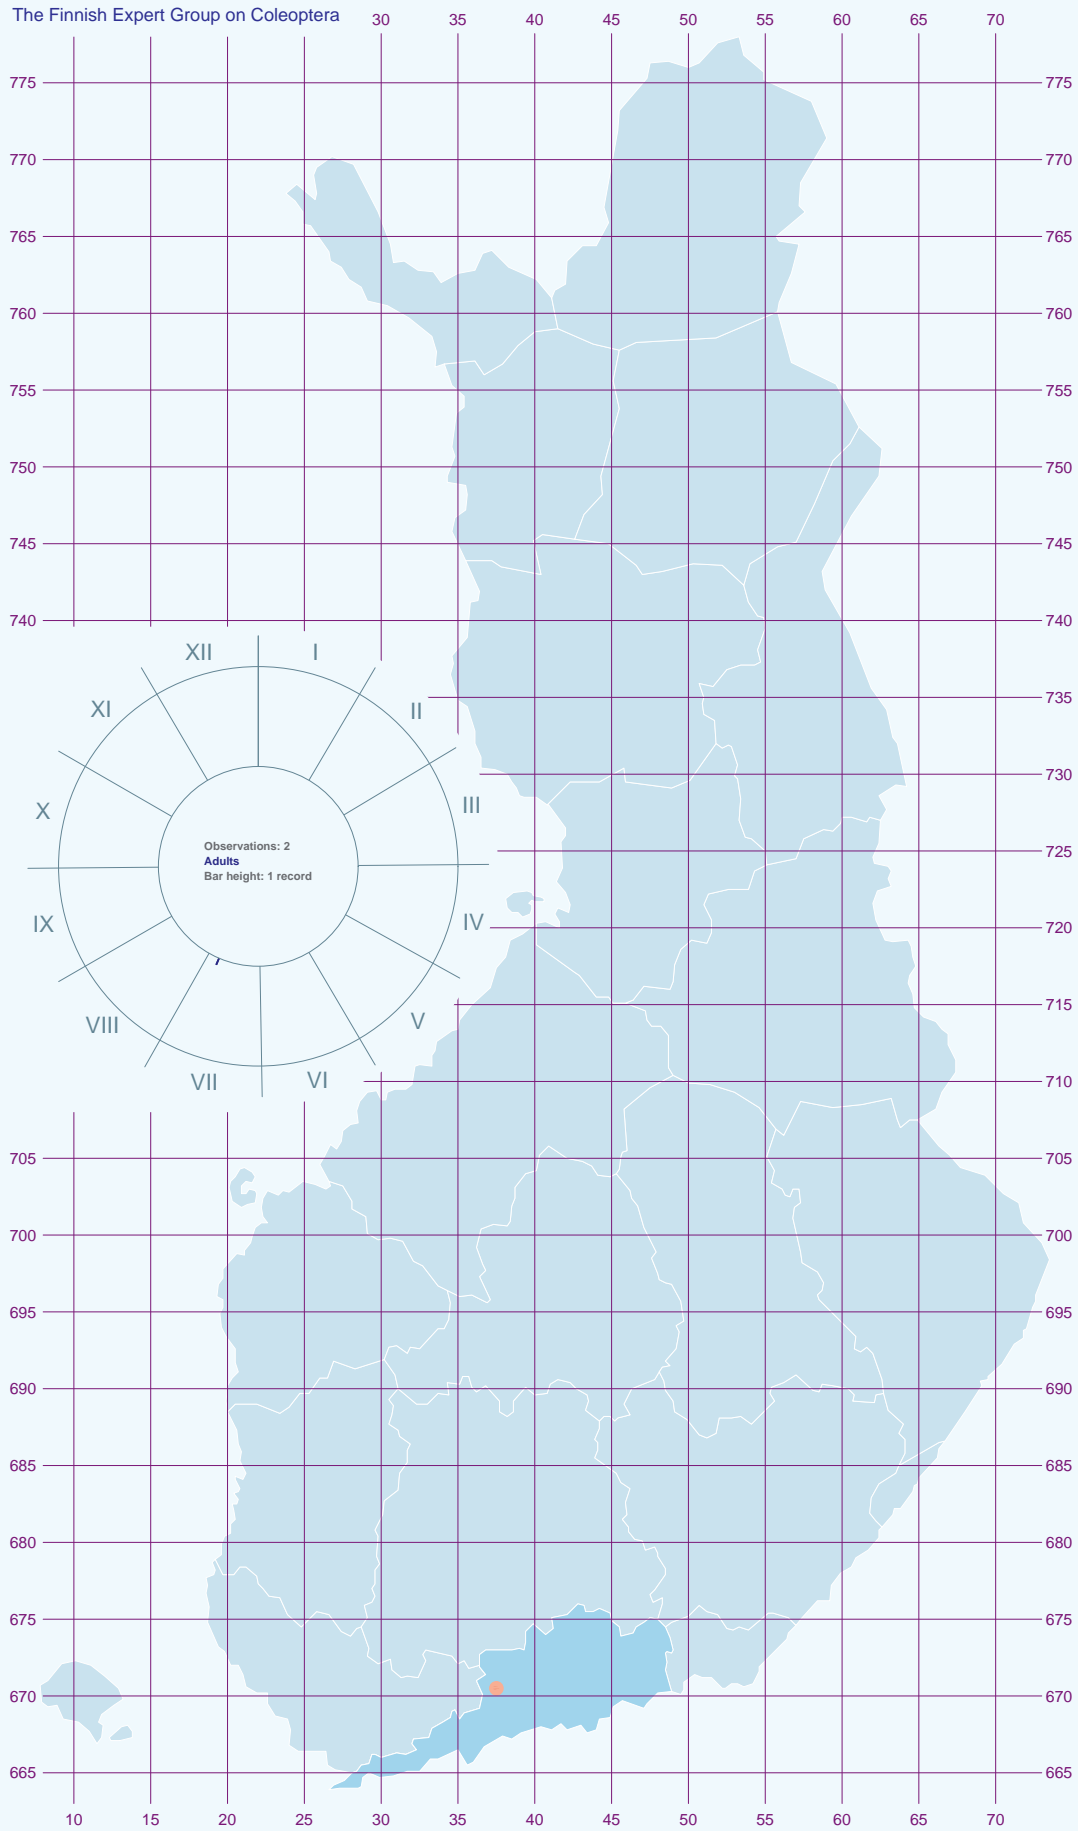 The Finnish Expert Group on Coleoptera
30 35 40 45 50 55 60 65 70
775 775
770 770
765 765
760 760
755 755
750 750
745 745
740 740
XII I
XI II
735
730
X III
725
Observations: 2
Adults
Bar height: 1 record
IX IV
720
715
VIII V
VII VI
710
705 705
700 700
695 695
690 690
685 685
680 680
675 675
670 670
665 665
10 15 20 25 30 35 40 45 50 55 60 65 70